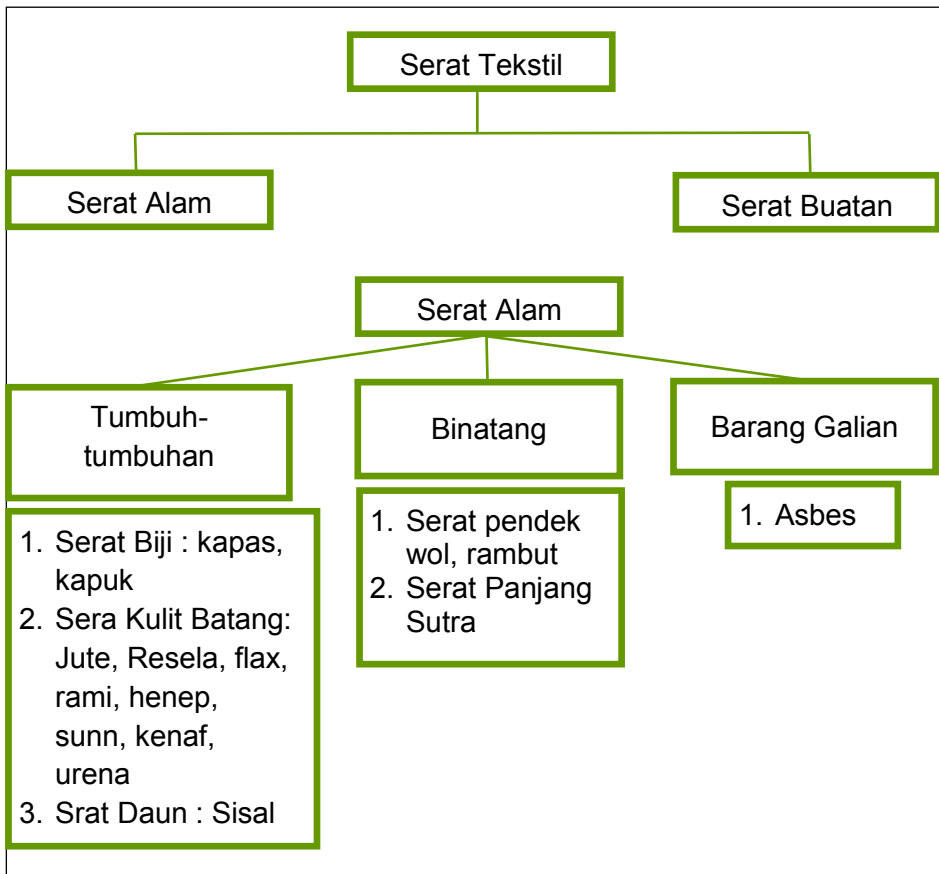 Serat Tekstil
Serat Alam
Serat Buatan
Serat Alam
Tumbuh-
tumbuhan
Binatang
Barang Galian
1. Serat Biji : kapas,
kapuk
2. Sera Kulit Batang:
Jute, Resela, flax,
rami, henep,
sunn, kenaf,
urena
3. Srat Daun : Sisal
1. Serat pendek
wol, rambut
2. Serat Panjang
Sutra
1. Asbes